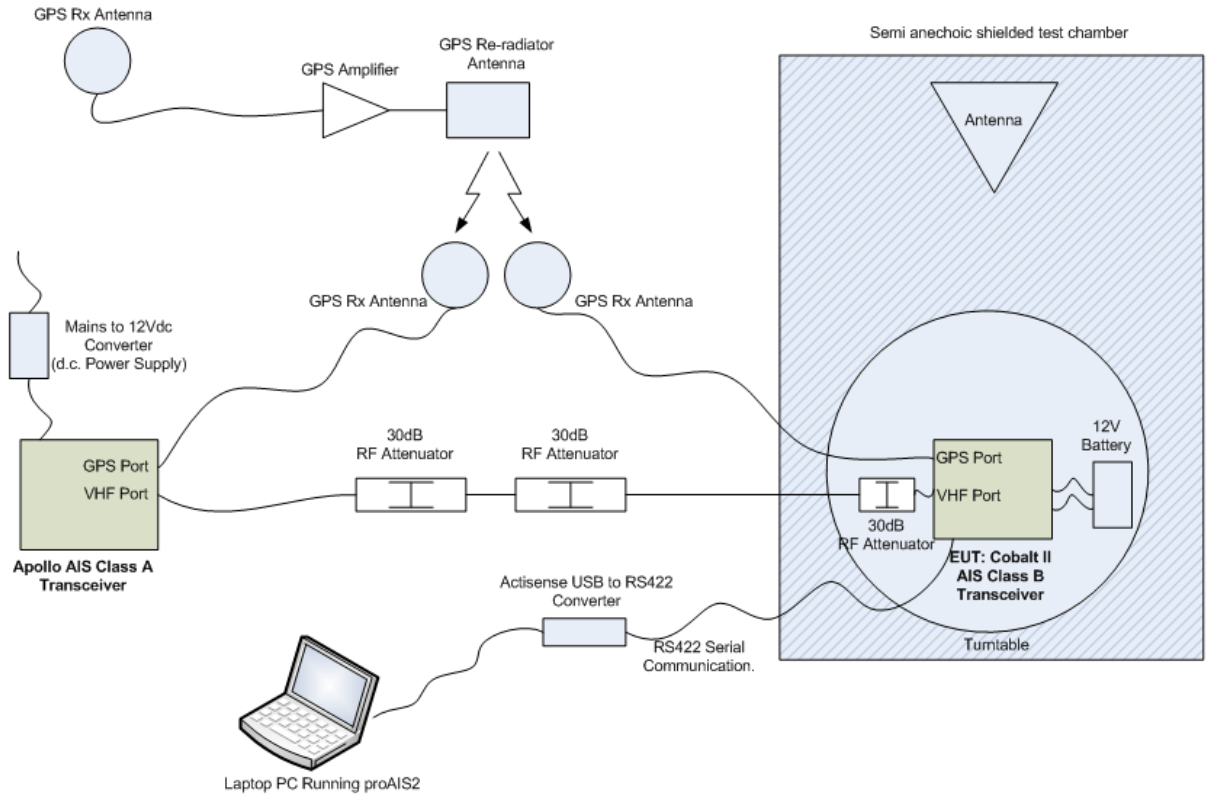 GPS Rx Antenna
GPS Amplifier
GPS Re-radiator
Antenna
Semi anechoic shielded test chamber
Antenna
GPS Rx Antenna
GPS Rx Antenna
Mains to 12Vdc
Converter
(d.c. Power Supply)
GPS Port
VHF Port
Apollo AIS Class A
Transceiver
30dB
RF Attenuator
30dB
RF Attenuator
12V
Battery
GPS Port
VHF Port
30dB
RF Attenuator
EUT: Cobalt II
AIS Class B
Transceiver
Turntable
Actisense USB to RS422
Converter
RS422 Serial
Communication.
Laptop PC Running proAIS2